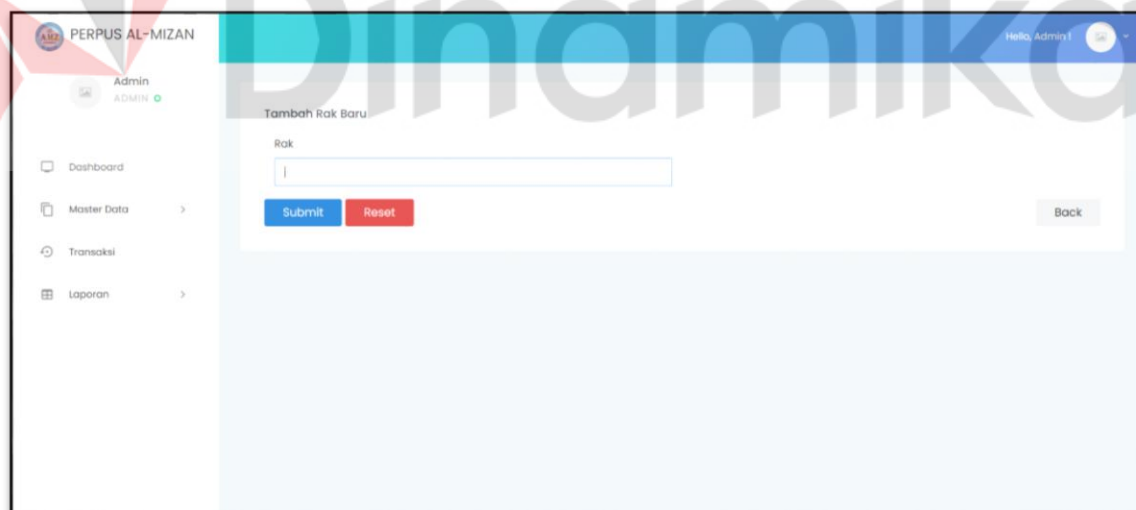 Dinamika
PERPUS AL-MIZAN
Hello, Admin !
Admin
ADMIN
Tambah Rak Baru
Rak
Dashboard
Submit
Reset
Back
Master Data
Transaksi
Laporan